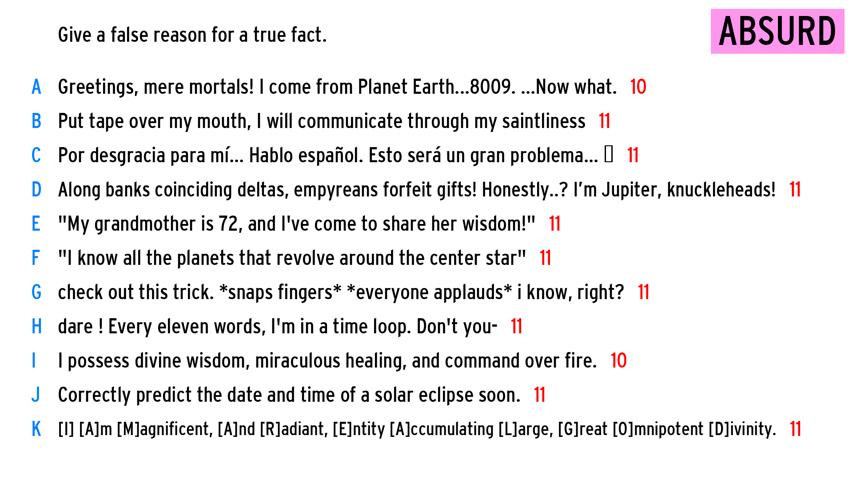 Give a false reason for a true fact.
ABSURD
A Greetings, mere mortals! I come from Planet Earth...8009. ...Now what. 10
B Put tape over my mouth, I will communicate through my saintliness 11
C Por desgracia para mí... Hablo español. Esto será un gran problema... 11
D Along banks coinciding deltas, empyreans forfeit gifts! Honestly..? I'm Jupiter, knuckleheads! 11
E "My grandmother is 72, and I've come to share her wisdom!" 11
F "I know all the planets that revolve around the center star" 11
G check out this trick. *snaps fingers* *everyone applauds* i know, right? 11
H dare ! Every eleven words, I'm in a time loop. Don't you- 11
I I possess divine wisdom, miraculous healing, and command over fire. 10
J Correctly predict the date and time of a solar eclipse soon. 11
K [I] [A]m [M]agnificent, [A]nd [R]adiant, [E]ntity [A]ccumulating [L]arge, [G]reat [O]mnipotent [D]ivinity. 11